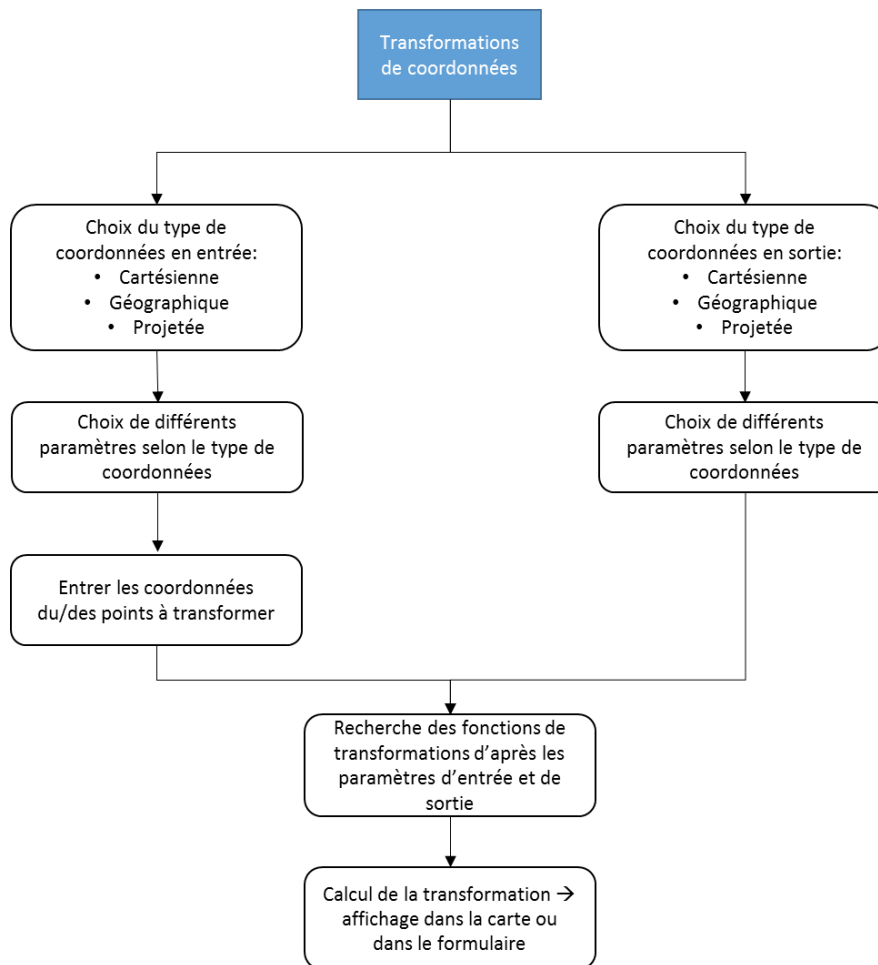 Transformations
de coordonnées
Choix du type de
coordonnées en entrée:
• Cartésienne
• Géographique
• Projetée
Choix du type de
coordonnées en sortie:
• Cartésienne
• Géographique
• Projetée
Choix de différents
paramètres selon le type de
coordonnées
Choix de différents
paramètres selon le type de
coordonnées
Entrer les coordonnées
du/des points à transformer
Recherche des fonctions de
transformations d’après les
paramètres d’entrée et de
sortie
Calcul de la transformation →
affichage dans la carte ou
dans le formulaire